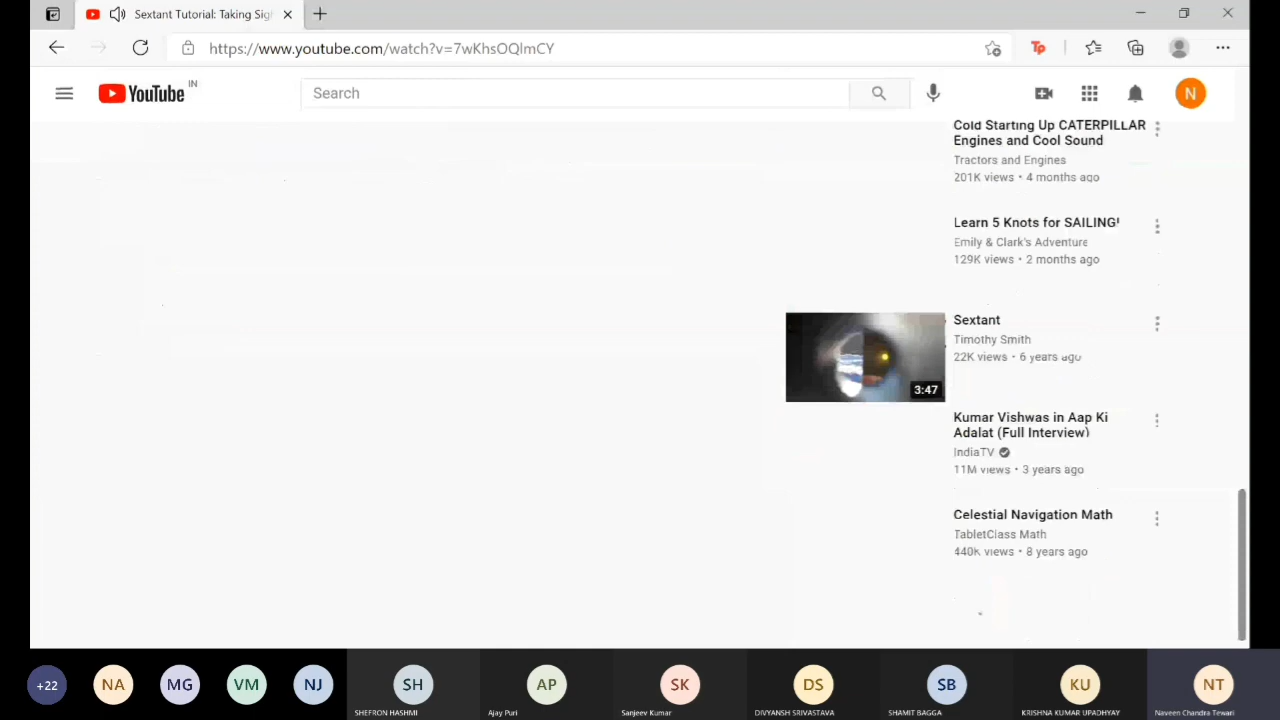 Sextant Tutorial: Taking Sigh
https://www.youtube.com/watch?v=7wKhsOQlmCY
YouTube IN
Search
N
Cold Starting Up CATERPILLAR
Engines and Cool Sound
Tractors and Engines
201K views • 4 months ago
Learn 5 Knots for SAILING!
Emily & Clark's Adventure
129K views • 2 months ago
3:47
Sextant
Timothy Smith
22K views • 6 years ago
Kumar Vishwas in Aap Ki
Adalat (Full Interview)
IndiaTV
11M views • 3 years ago
Celestial Navigation Math
TabletClass Math
440K views • 8 years ago
+22
NA
MG
VM
NJ
SH
AP
SK
DS
SB
KU
NT
SHEFRON HASHMI
Ajay Puri
Sanjeev Kumar
DIVYANSH SRIVASTAVA
SHAMIT BAGGA
KRISHNA KUMAR UPADHYAY
Naveen Chandra Tewari